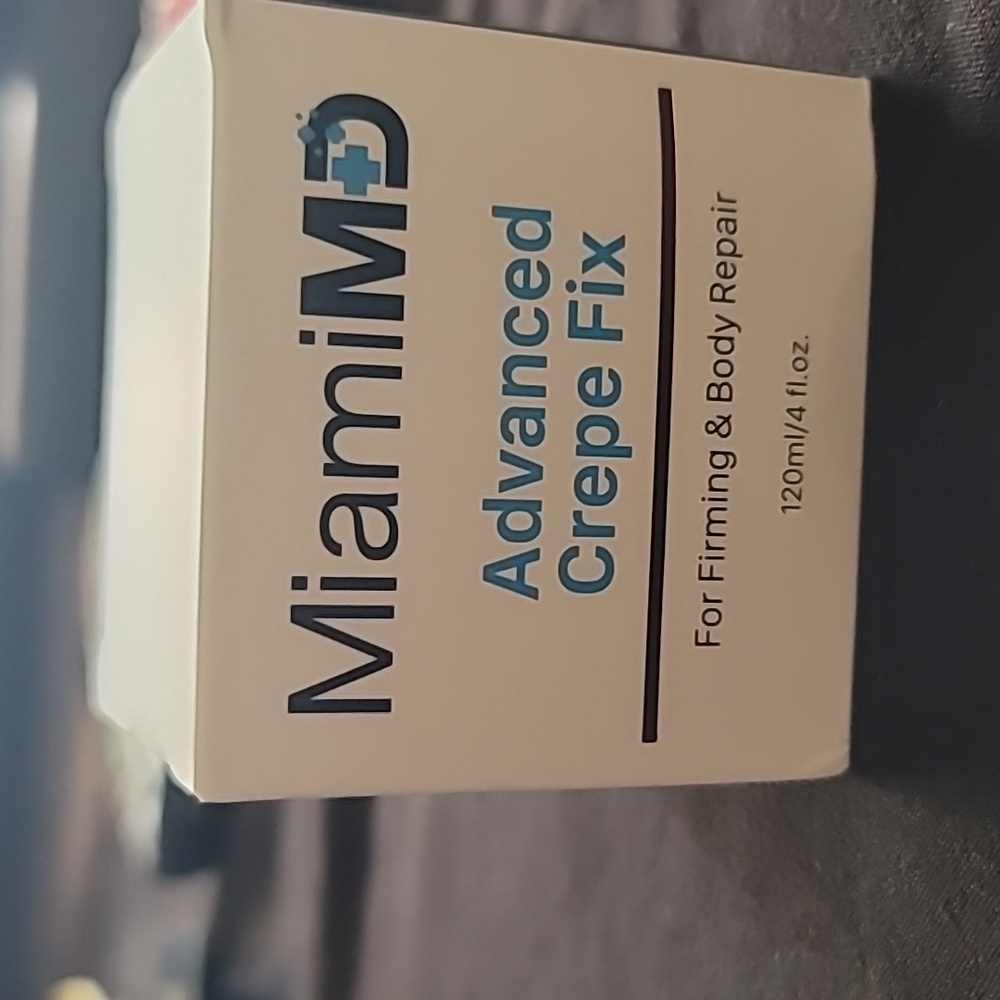 MiamiMD
Advanced
Crepe Fix
For Firming & Body Repair
120ml/4 fl.oz.